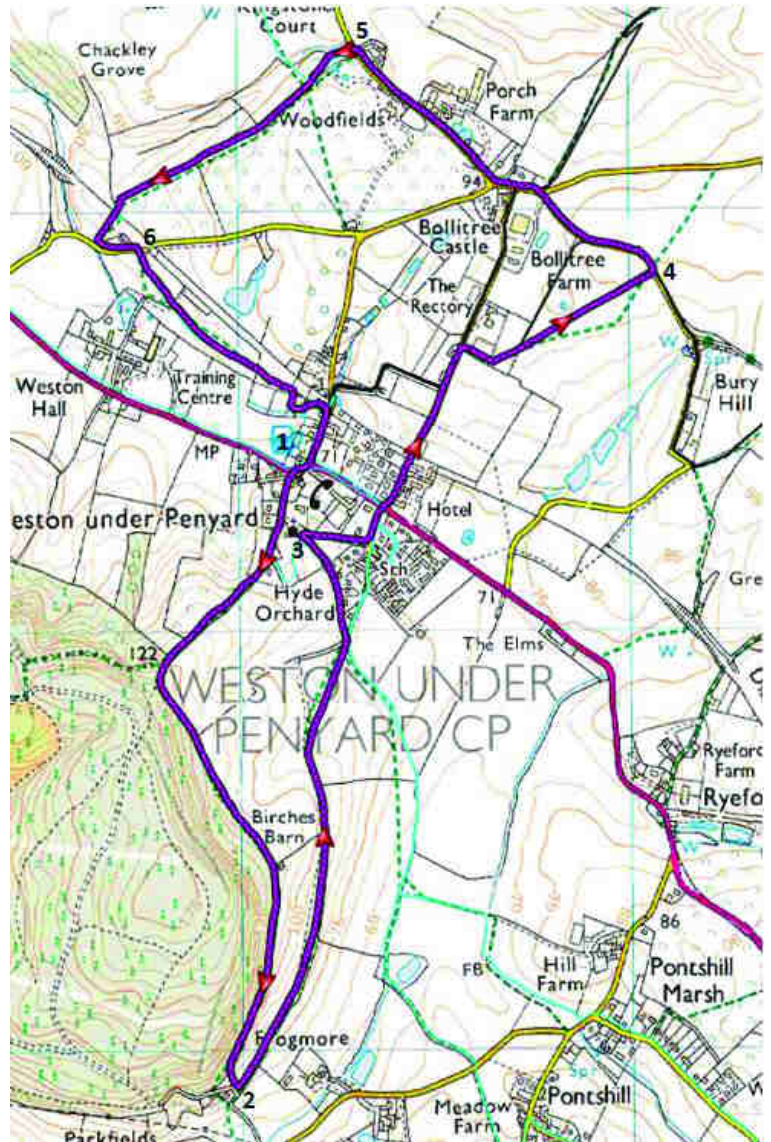 Court
Chackley
Grove
5
Woodfields
Porch
Farm
94
Bollitree
Castle
Bollitree
Farm
4
6
The
Rectory
W
Spr
Bury
Hill
Weston
Hall
Training
Centre
MP
1
71
eston under Penyard
Hotel
3
Sch
Hyde
Orchard
71
Gre
The Elms
W
122
WESTON UNDER
PENYARD CP
Ryeford
Farm
Ryefo
Birches
Barn
W
86
Hill
Farm
FB
Pontshill
Marsh
Frogmore
Spr
2
Meadow
Farm
Pontshill
W
Parkfields